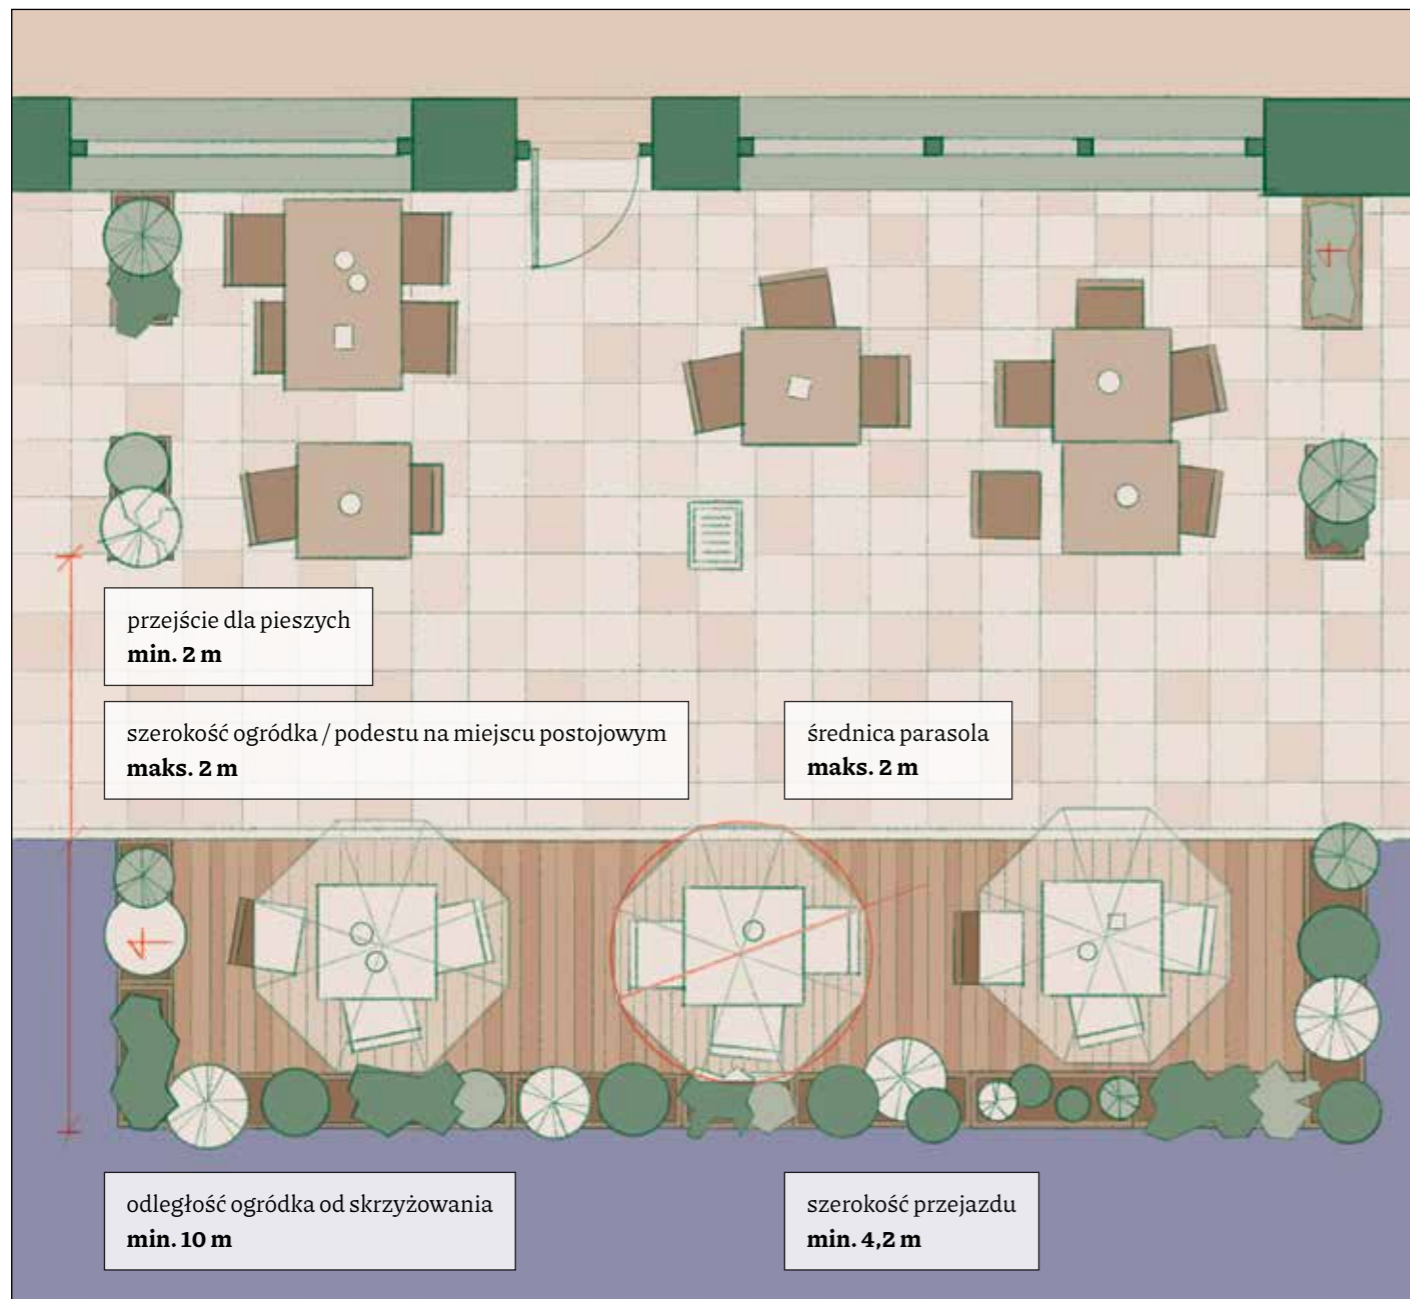 przejście dla pieszych
min. 2 m
szerokość ogródka / podestu na miejscu postojowym
maks. 2 m
średnica parasola
maks. 2 m
odległość ogródka od skrzyżowania
min. 10 m
szerokość przejazdu
min. 4,2 m